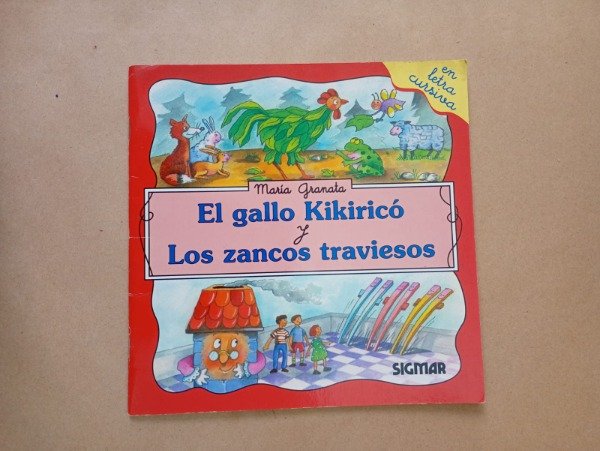 en
letra
cursiva
María Granata
El gallo Kikiricó
y
Los zancos traviesos
SIGMAR